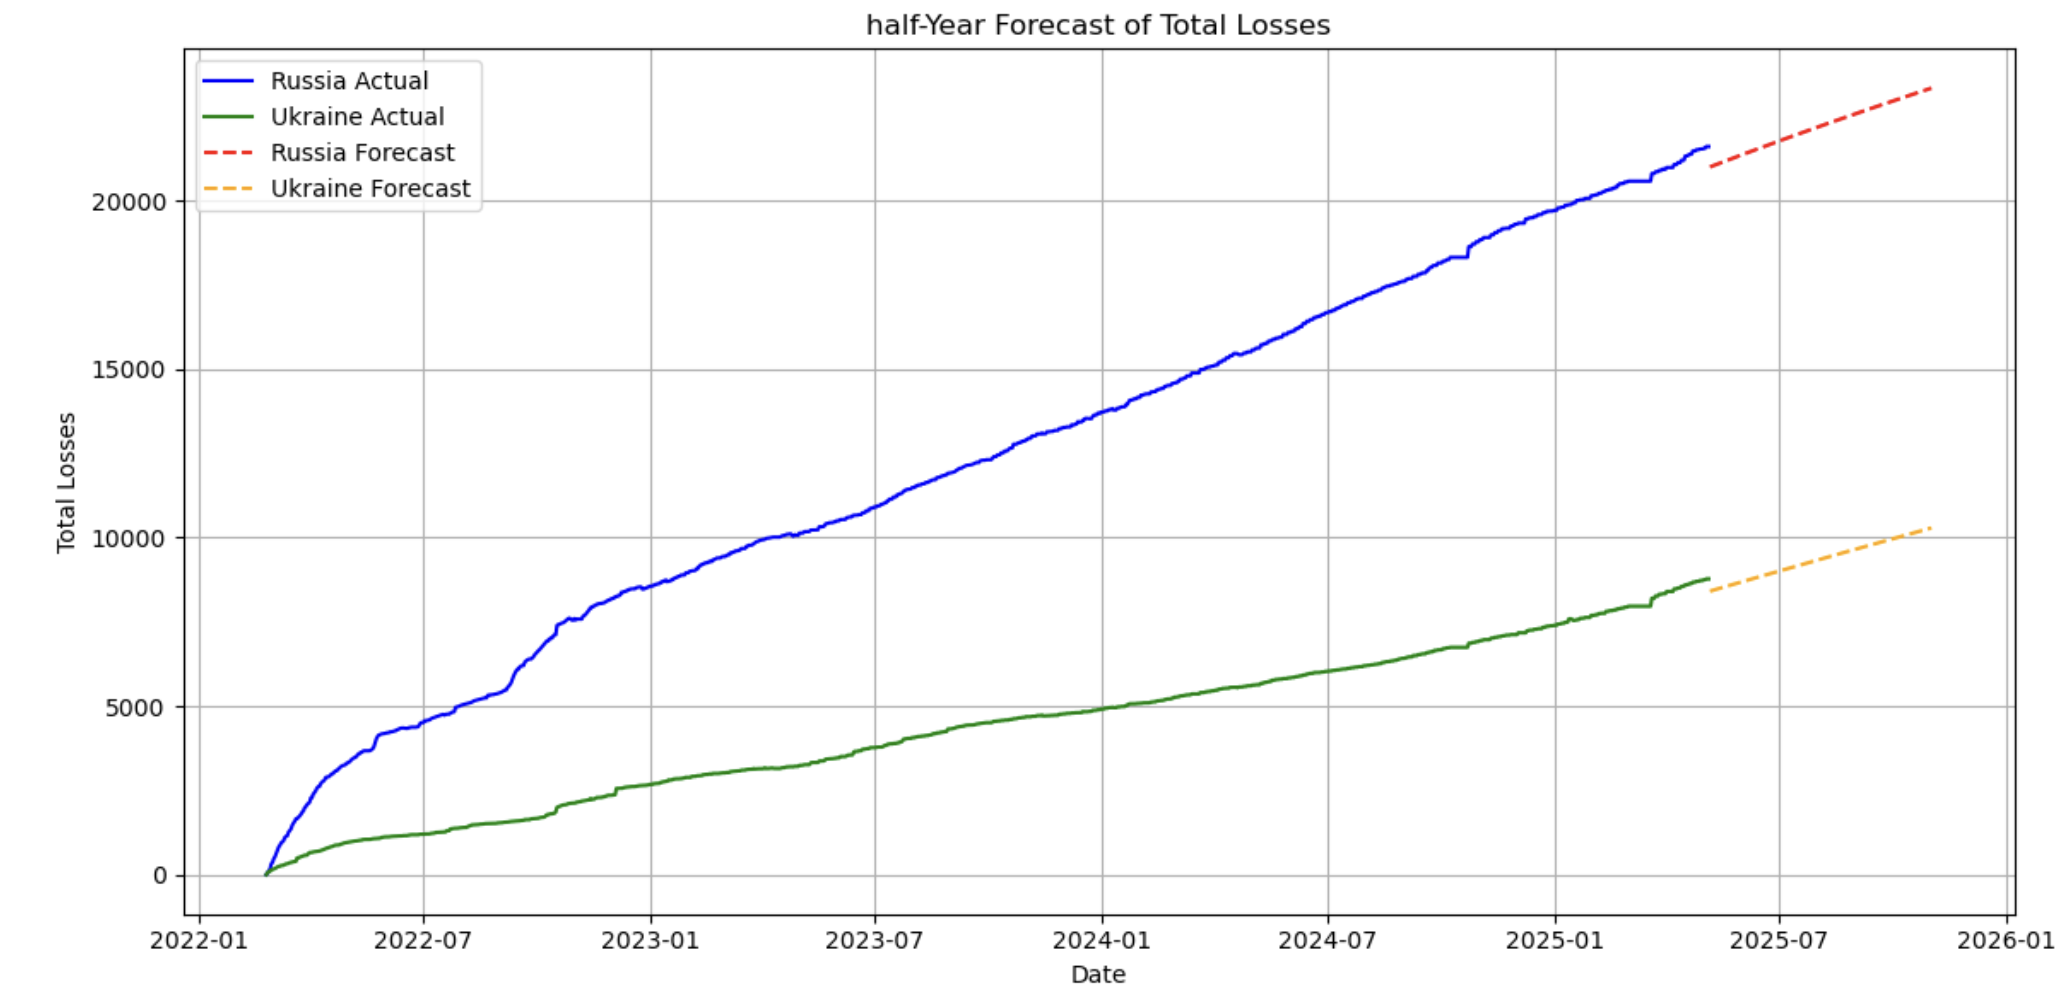 half-Year Forecast of Total Losses
Russia Actual
Ukraine Actual
Russia Forecast
Ukraine Forecast
Total Losses
20000
15000
10000
5000
0
2022-01 2022-07 2023-01 2023-07 2024-01 2024-07 2025-01 2025-07 2026-01
Date